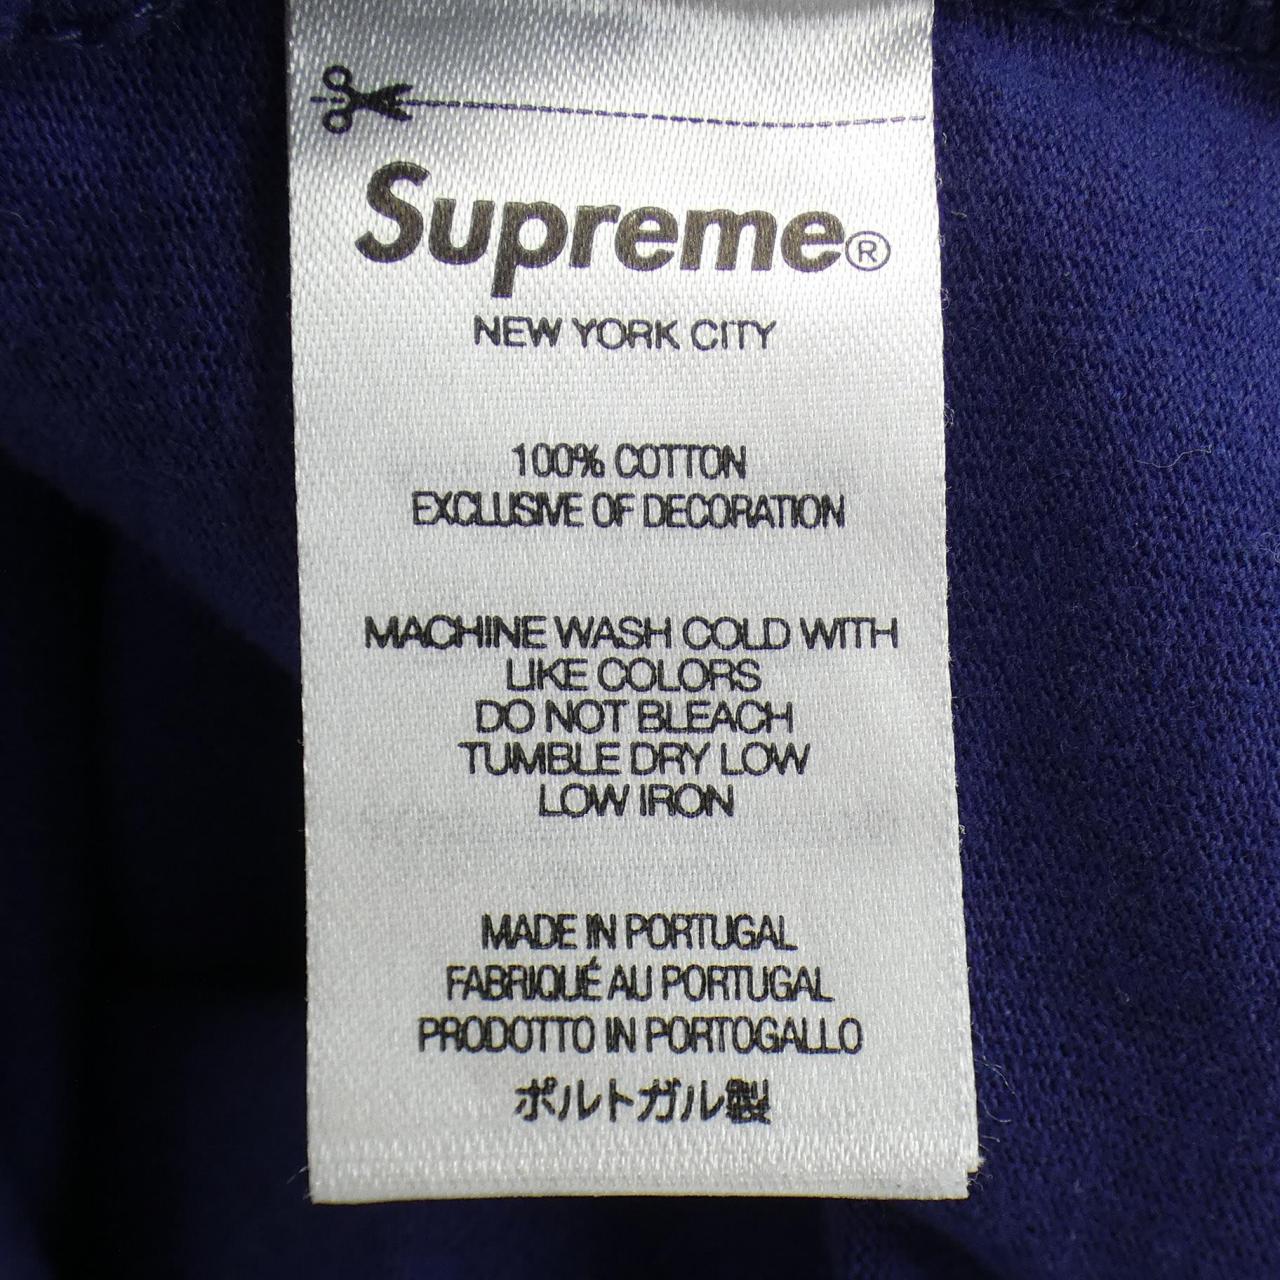 Supreme®
NEW YORK CITY
100% COTTON
EXCLUSIVE OF DECORATION
MACHINE WASH COLD WITH
LIKE COLORS
DO NOT BLEACH
TUMBLE DRY LOW
LOW IRON
MADE IN PORTUGAL
FABRIQUÉ AU PORTUGAL
PRODOTTO IN PORTOGALLO
ポルトガル製